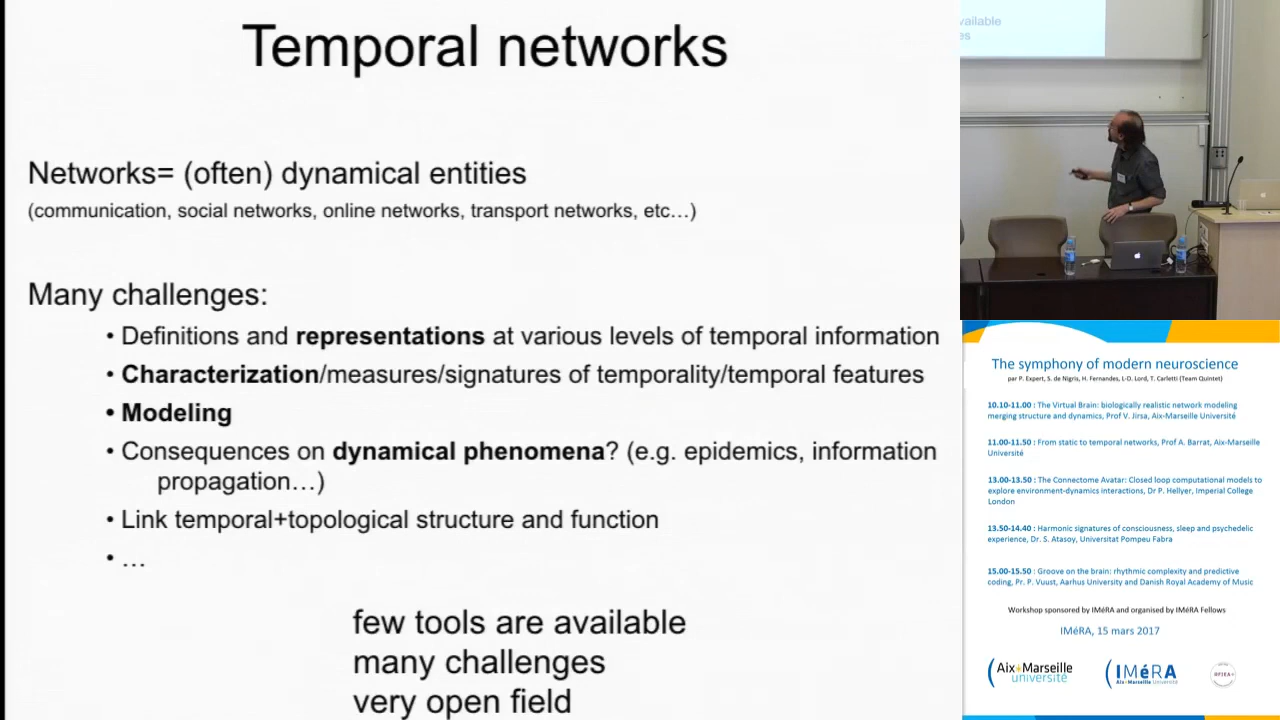 Temporal networks
Networks= (often) dynamical entities
(communication, social networks, online networks, transport networks, etc…)
Many challenges:
• Definitions and representations at various levels of temporal information
• Characterization/measures/signatures of temporality/temporal features
• Modeling
• Consequences on dynamical phenomena? (e.g. epidemics, information
propagation…)
• Link temporal+topological structure and function
• …
few tools are available
many challenges
very open field
The symphony of modern neuroscience
par P. Expert, S. de Nigris, H. Fernandes, L-D. Lord, T. Carletti (Team Quintet)
10.10-11.00 : The Virtual Brain: biologically realistic network modeling
merging structure and dynamics, Prof V. Jirsa, Aix-Marseille Université
11.00-11.50 : From static to temporal networks, Prof A. Barrat, Aix-Marseille
Université
13.00-13.50 : The Connectome Avatar: Closed loop computational models to
explore environment-dynamics interactions, Dr P. Hellyer, Imperial College
London
13.50-14.40 : Harmonic signatures of consciousness, sleep and psychedelic
experience, Dr. S. Atasoy, Universitat Pompeu Fabra
15.00-15.50 : Groove on the brain: rhythmic complexity and predictive
coding, Pr. P. Vuust, Aarhus University and Danish Royal Academy of Music
Workshop sponsored by IMéRA and organised by IMéRA Fellows
IMéRA, 15 mars 2017
Aix Marseille
université
IMéRA
Aix-Marseille Université
RFIEA+